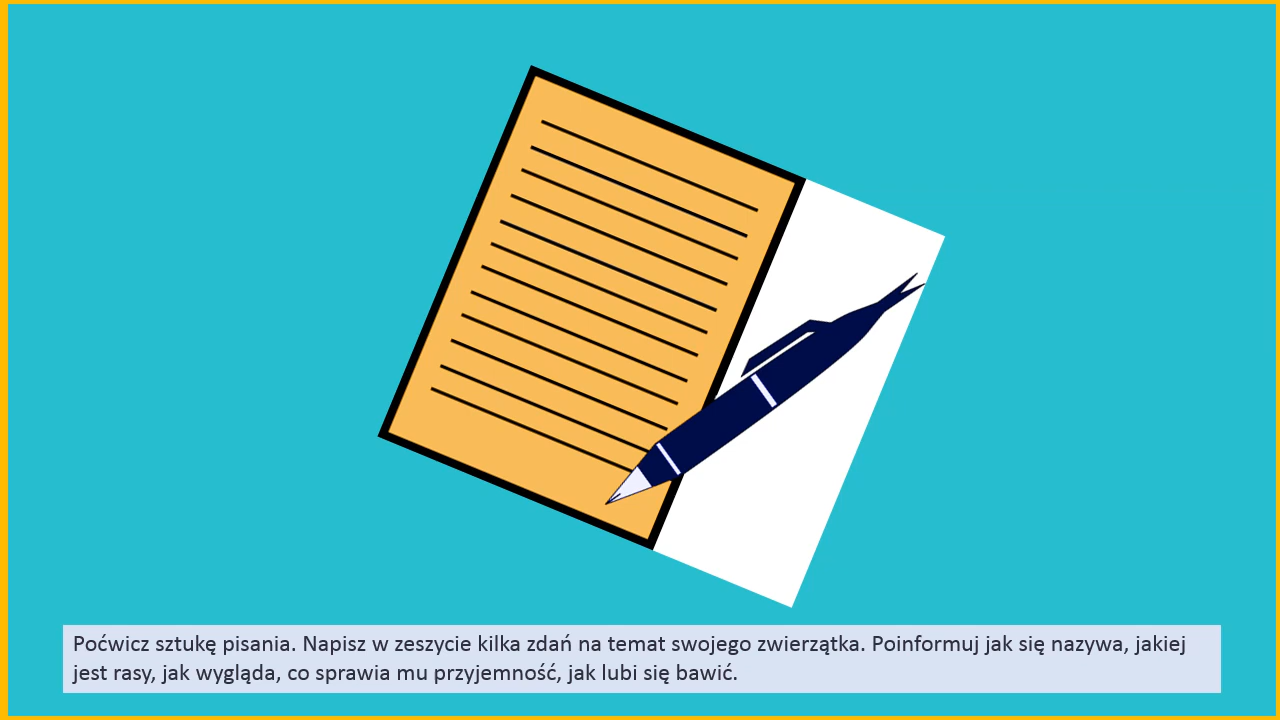 Poćwicz sztukę pisania. Napisz w zeszycie kilka zdań na temat swojego zwierzątka. Poinformuj jak się nazywa, jakiej
jest rasy, jak wygląda, co sprawia mu przyjemność, jak lubi się bawić.